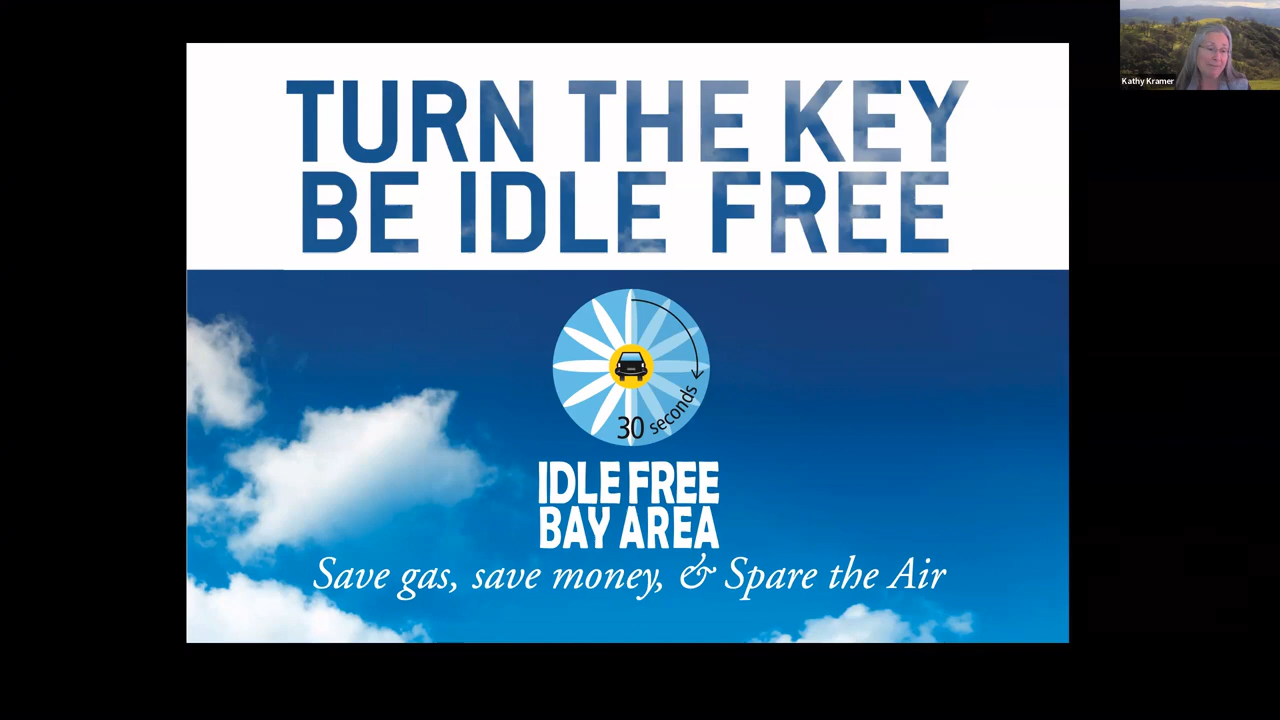 TURN THE KEY
BE IDLE FREE
30 seconds
IDLE FREE
BAY AREA
Save gas, save money, & Spare the Air
Kathy Kramer